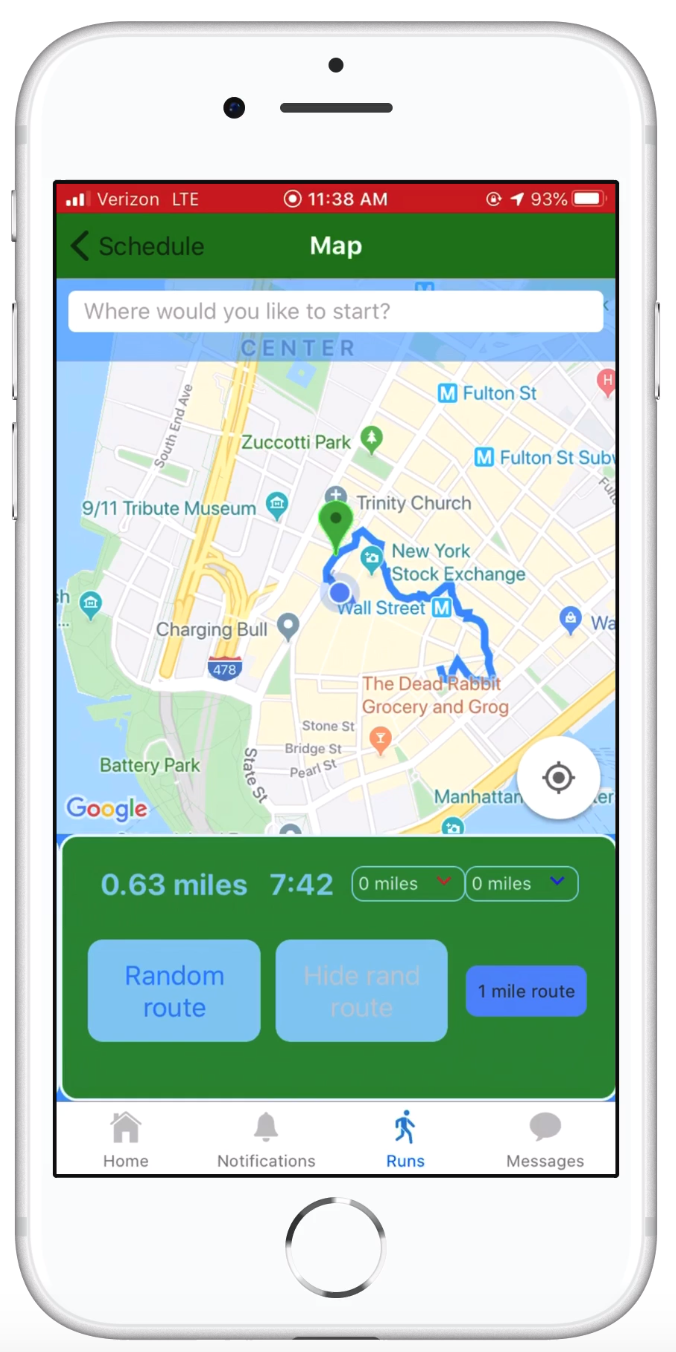 Verizon LTE
11:38 AM
93%
Schedule
Map
Where would you like to start?
M
CENTER
H
M Fulton St
South End Ave
Zuccotti Park
M Fulton St Subw
9/11 Tribute Museum
Trinity Church
New York
Stock Exchange
Wall Street M
Charging Bull
Wa
478
The Dead Rabbit
Grocery and Grog
Stone St
Bridge St
Pearl St
State St
Battery Park
Manhattan
er
Google
0.63 miles
7:42
0 miles
0 miles
Random
route
Hide rand
route
1 mile route
Home
Notifications
Runs
Messages